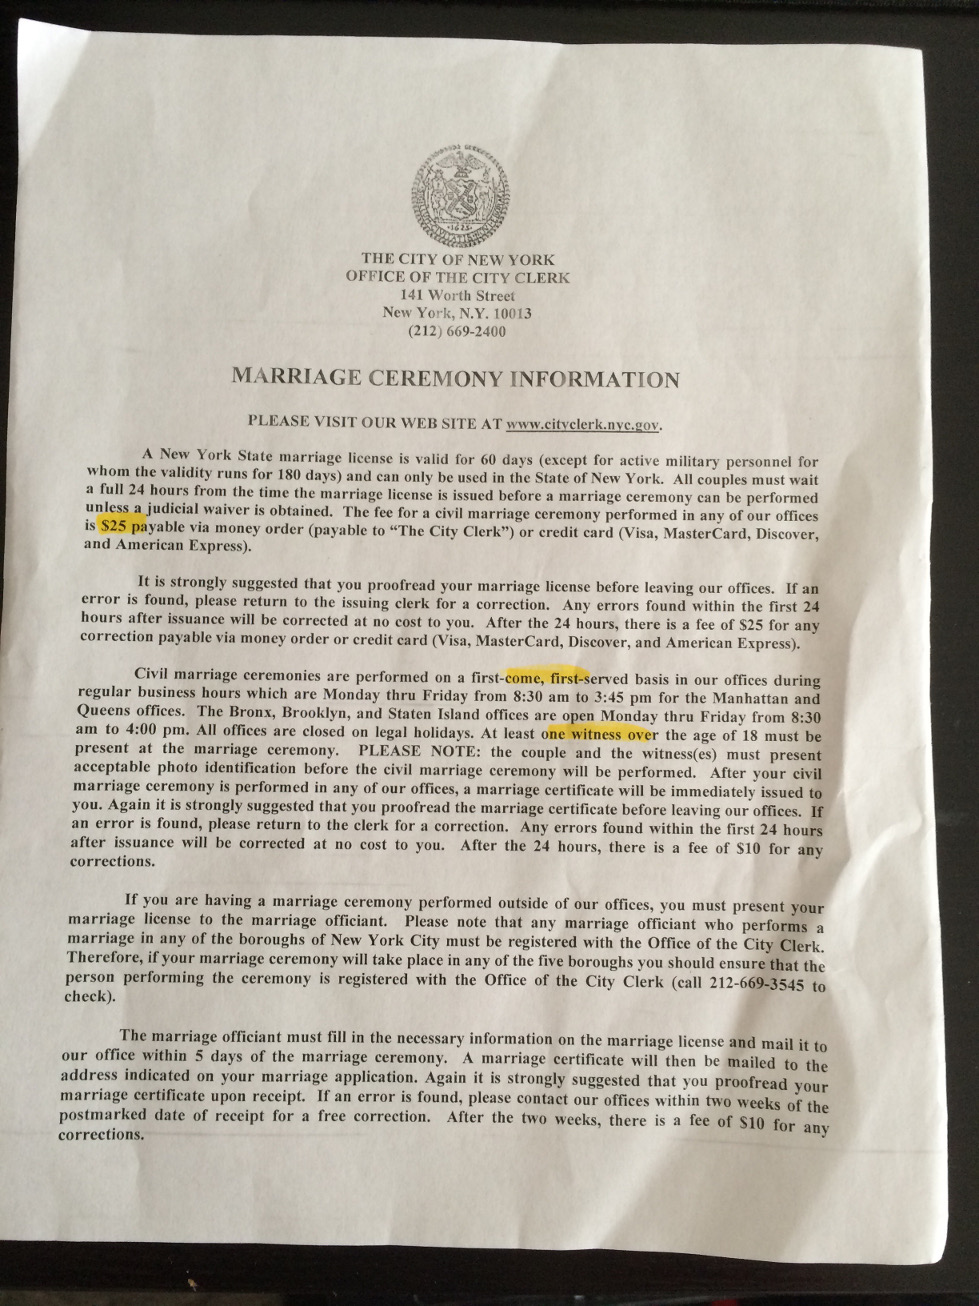 THE CITY OF NEW YORK
OFFICE OF THE CITY CLERK
141 Worth Street
New York, N.Y. 10013
(212) 669-2400
MARRIAGE CEREMONY INFORMATION
PLEASE VISIT OUR WEB SITE AT www.cityclerk.nyc.gov.
A New York State marriage license is valid for 60 days (except for active military personnel for
whom the validity runs for 180 days) and can only be used in the State of New York. All couples must wait
a full 24 hours from the time the marriage license is issued before a marriage ceremony can be performed
unless a judicial waiver is obtained. The fee for a civil marriage ceremony performed in any of our offices
is $25 payable via money order (payable to “The City Clerk”) or credit card (Visa, MasterCard, Discover,
and American Express).
It is strongly suggested that you proofread your marriage license before leaving our offices. If an
error is found, please return to the issuing clerk for a correction. Any errors found within the first 24
hours after issuance will be corrected at no cost to you. After the 24 hours, there is a fee of $25 for any
correction payable via money order or credit card (Visa, MasterCard, Discover, and American Express).
Civil marriage ceremonies are performed on a first-come, first-served basis in our offices during
regular business hours which are Monday thru Friday from 8:30 am to 3:45 pm for the Manhattan and
Queens offices. The Bronx, Brooklyn, and Staten Island offices are open Monday thru Friday from 8:30
am to 4:00 pm. All offices are closed on legal holidays. At least one witness over the age of 18 must be
present at the marriage ceremony. PLEASE NOTE: the couple and the witness(es) must present
acceptable photo identification before the civil marriage ceremony will be performed. After your civil
marriage ceremony is performed in any of our offices, a marriage certificate will be immediately issued to
you. Again it is strongly suggested that you proofread the marriage certificate before leaving our offices. If
an error is found, please return to the clerk for a correction. Any errors found within the first 24 hours
after issuance will be corrected at no cost to you. After the 24 hours, there is a fee of $10 for any
corrections.
If you are having a marriage ceremony performed outside of our offices, you must present your
marriage license to the marriage officiant. Please note that any marriage officiant who performs a
marriage in any of the boroughs of New York City must be registered with the Office of the City Clerk.
Therefore, if your marriage ceremony will take place in any of the five boroughs you should ensure that the
person performing the ceremony is registered with the Office of the City Clerk (call 212-669-3545 to
check).
The marriage officiant must fill in the necessary information on the marriage license and mail it to
our office within 5 days of the marriage ceremony. A marriage certificate will then be mailed to the
address indicated on your marriage application. Again it is strongly suggested that you proofread your
marriage certificate upon receipt. If an error is found, please contact our offices within two weeks of the
postmarked date of receipt for a free correction. After the two weeks, there is a fee of $10 for any
corrections.